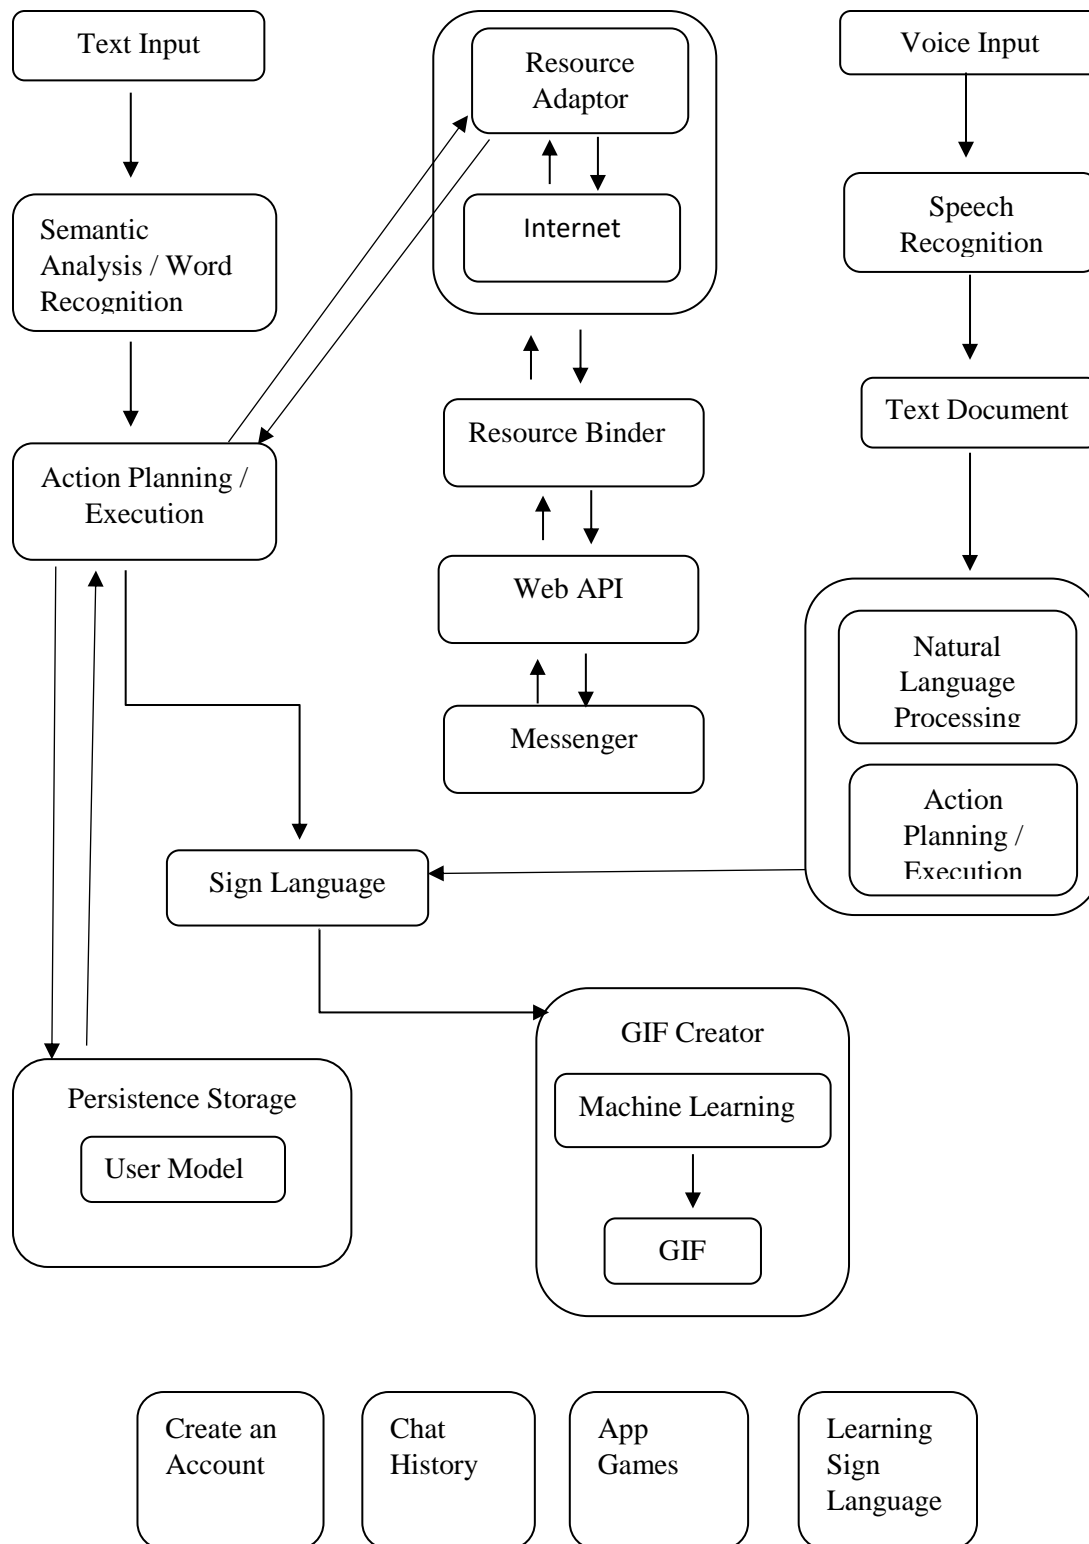 Text Input
Semantic
Analysis / Word
Recognition
Action Planning /
Execution
Resource
Adaptor
Internet
Resource Binder
Web API
Messenger
Voice Input
Speech
Recognition
Text Document
Natural
Language
Processing
Action
Planning /
Execution
Sign Language
Persistence Storage
User Model
GIF Creator
Machine Learning
GIF
Create an
Account
Chat
History
App
Games
Learning
Sign
Language